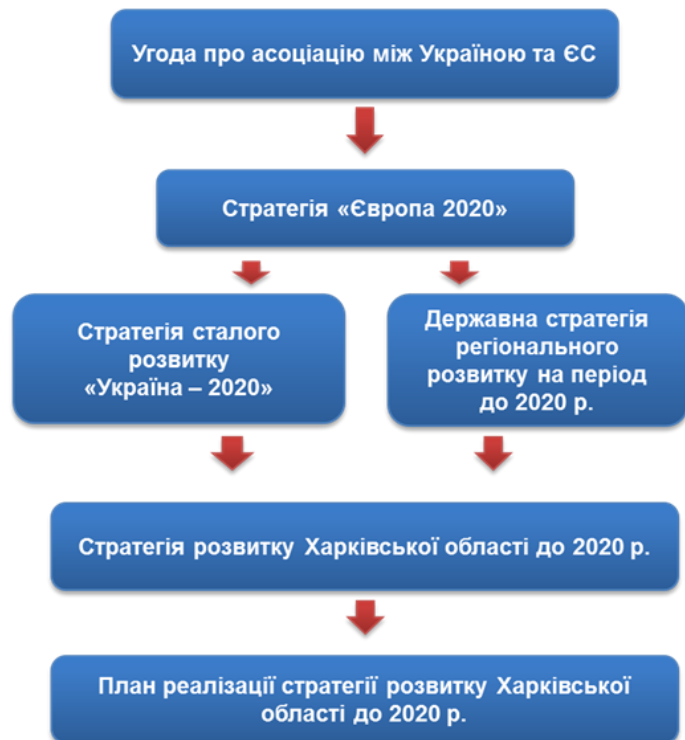 Угода про асоціацію між Україною та ЄС
Стратегія «Європа 2020»
Стратегія сталого
розвитку
«Україна – 2020»
Державна стратегія
регіонального
розвитку на період
до 2020 р.
Стратегія розвитку Харківської області до 2020 р.
План реалізації стратегії розвитку Харківської
області до 2020 р.